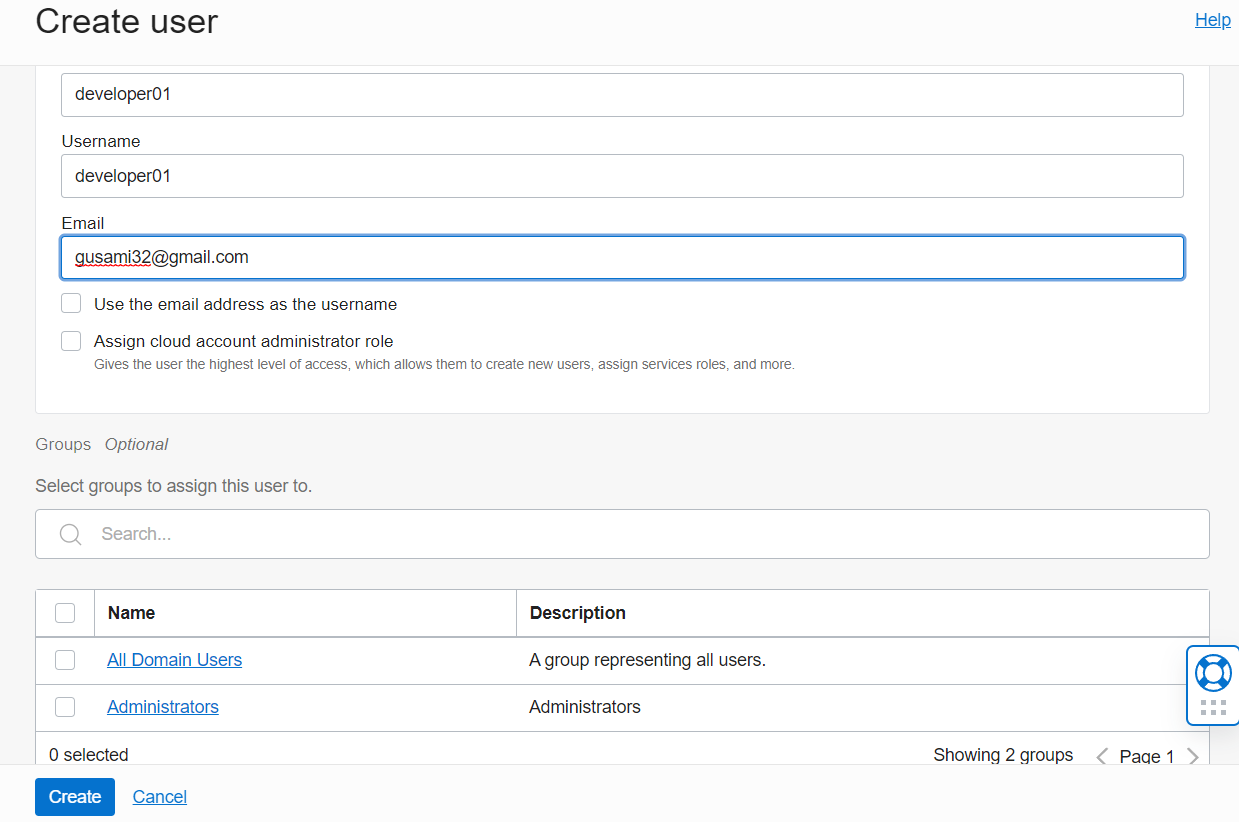 Create user
Help
developer01
Username
developer01
Email
gusami32@gmail.com
Use the email address as the username
Assign cloud account administrator role
Gives the user the highest level of access, which allows them to create new users, assign services roles, and more.
Groups Optional
Select groups to assign this user to.
Search...
Name Description
All Domain Users A group representing all users.
Administrators Administrators
0 selected Showing 2 groups Page 1
Create Cancel